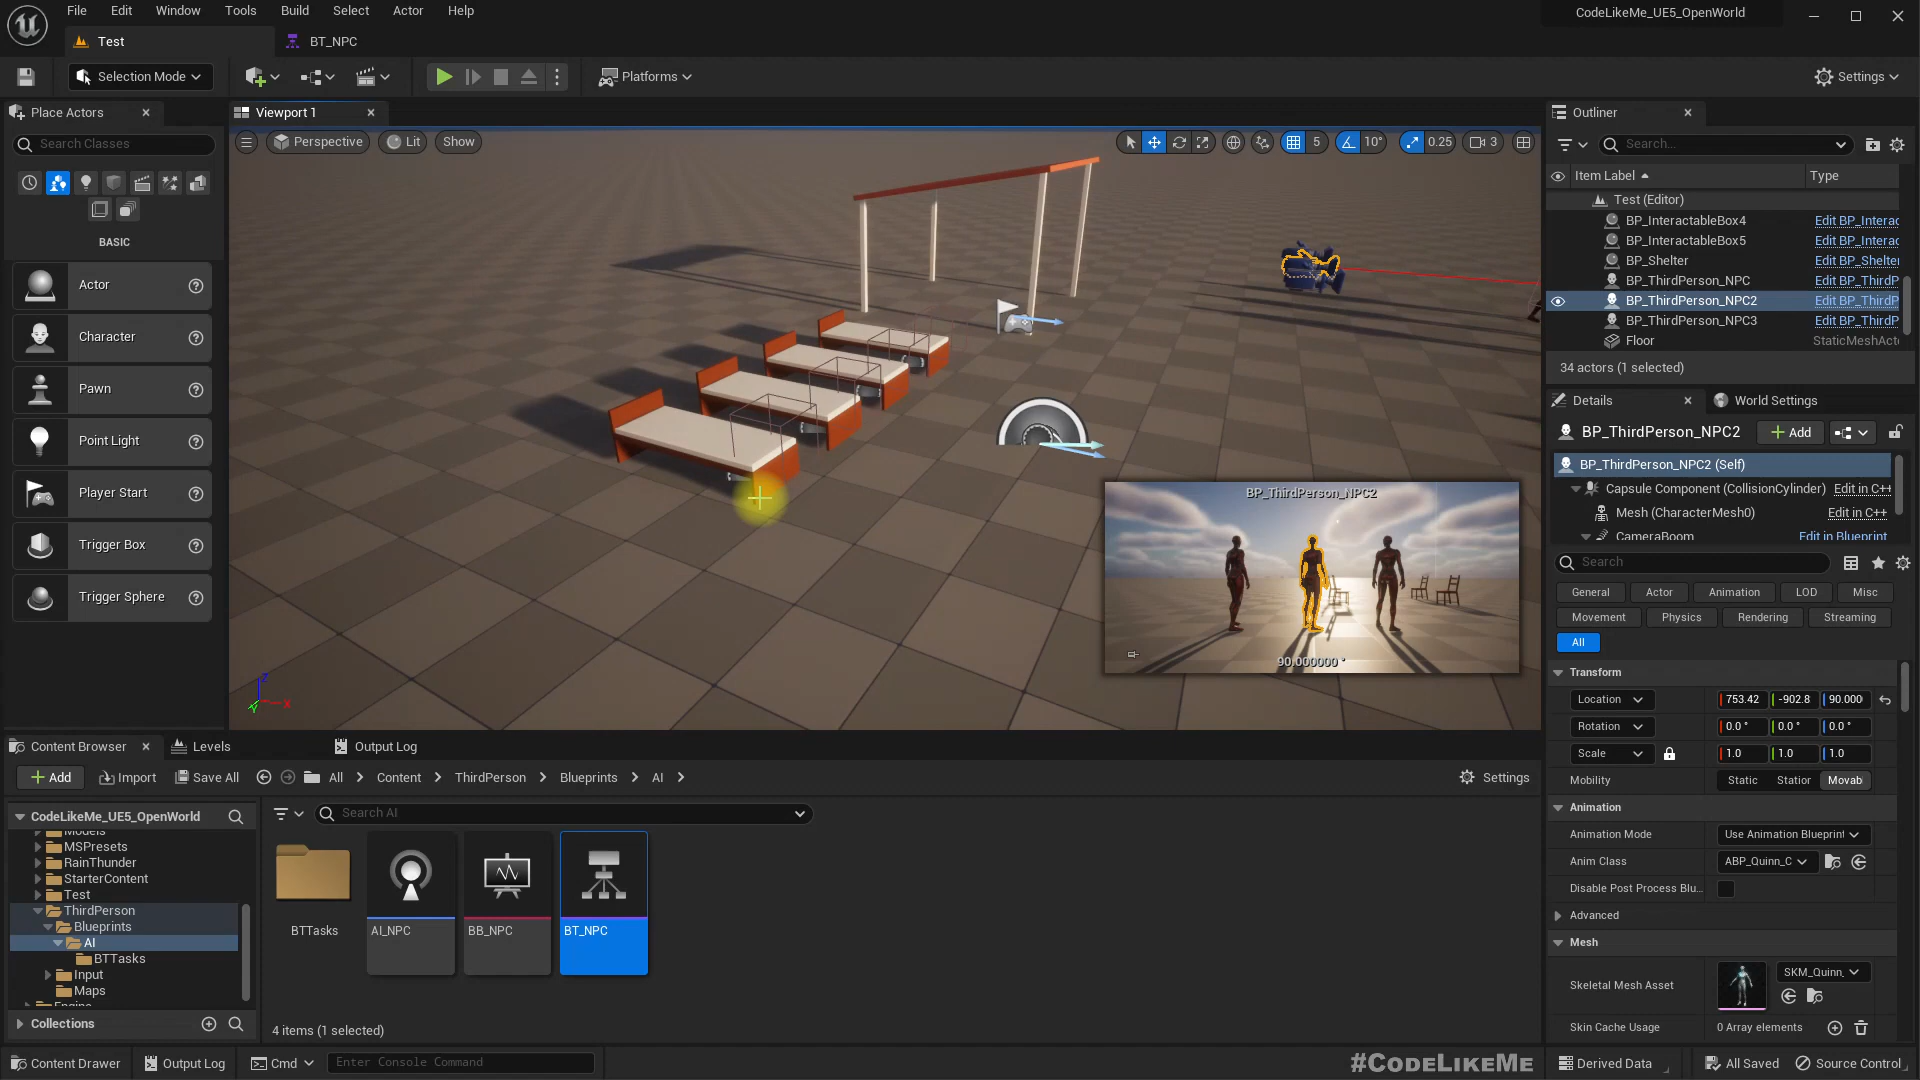 File Edit View Window Tools Build Select Actor Help
CodeLikeMe_UE5_OpenWorld
Test
BT_NPC
Selection Mode
Platforms
Settings
Place Actors
Search Classes
BASIC
Actor
Character
Pawn
Point Light
Player Start
Trigger Box
Trigger Sphere
Viewport 1
Perspective
Lit
Show
5
10°
0.25
3
BP_ThirdPerson_NPC2
90.000000 °
Z
X
Y
Outliner
Search...
Item Label
Type
Test (Editor)
BP_InteractableBox4 Edit BP_Interac
BP_InteractableBox5 Edit BP_Interac
BP_Shelter Edit BP_Shelter
BP_ThirdPerson_NPC Edit BP_ThirdP
BP_ThirdPerson_NPC2 Edit BP_ThirdP
BP_ThirdPerson_NPC3 Edit BP_ThirdP
Floor StaticMeshActo
34 actors (1 selected)
Details
World Settings
BP_ThirdPerson_NPC2
Add
BP_ThirdPerson_NPC2 (Self)
Capsule Component (CollisionCylinder) Edit in C++
Mesh (CharacterMesh0) Edit in C++
CameraBoom Edit in Blueprint
Search
General Actor Animation LOD Misc
Movement Physics Rendering Streaming
All
Transform
Location 753.42 -902.8 90.000
Rotation 0.0 ° 0.0 ° 0.0 °
Scale 1.0 1.0 1.0
Mobility Static Station Movab
Animation
Animation Mode Use Animation Blueprint
Anim Class ABP_Quinn_C
Disable Post Process Blu...
Advanced
Mesh
Skeletal Mesh Asset SKM_Quinn_
Skin Cache Usage 0 Array elements
Content Browser
Levels
Output Log
Add
Import
Save All
All
Content
ThirdPerson
Blueprints
AI
Settings
CodeLikeMe_UE5_OpenWorld
Models
MSPresets
RainThunder
StarterContent
Test
ThirdPerson
Blueprints
AI
BTTasks
Input
Maps
Engine
Collections
Search AI
BTTasks
AI_NPC
BB_NPC
BT_NPC
4 items (1 selected)
Content Drawer
Output Log
Cmd
Enter Console Command
#CodeLikeMe
Derived Data
All Saved
Source Control